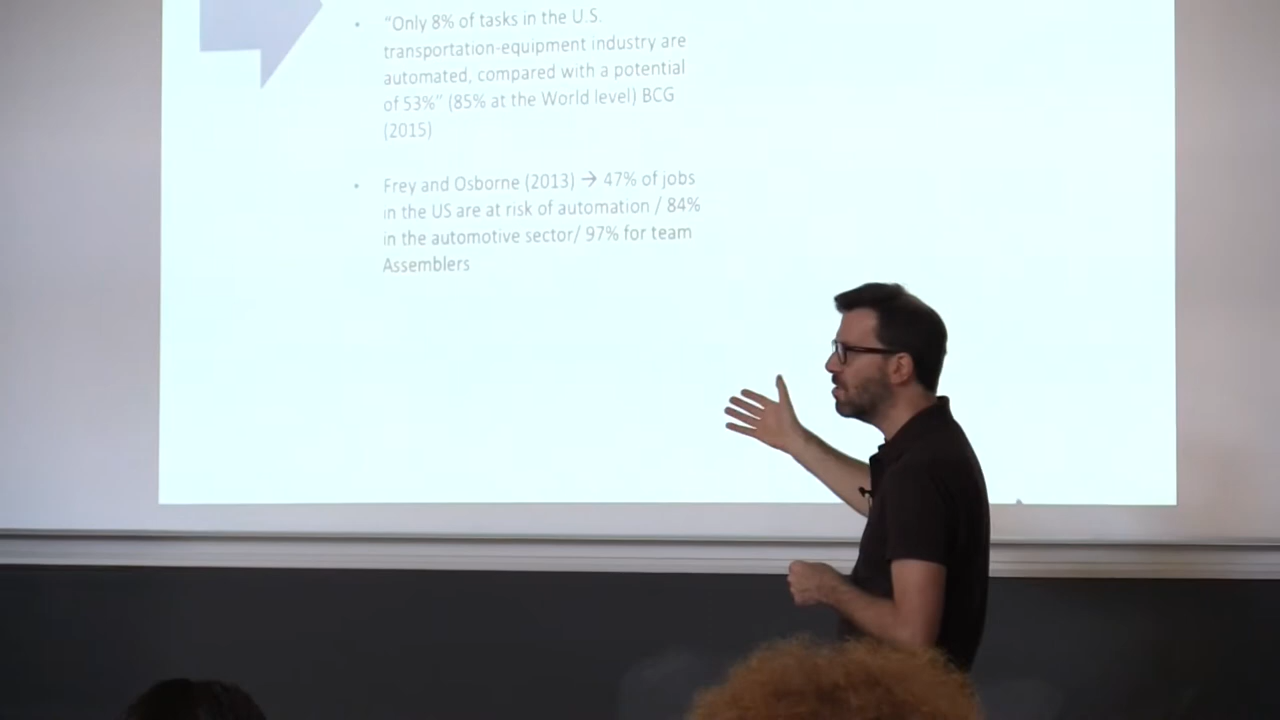 • “Only 8% of tasks in the U.S.
transportation-equipment industry are
automated, compared with a potential
of 53%” (85% at the World level) BCG
(2015)
• Frey and Osborne (2013) → 47% of jobs
in the US are at risk of automation / 84%
in the automotive sector/ 97% for team
Assemblers